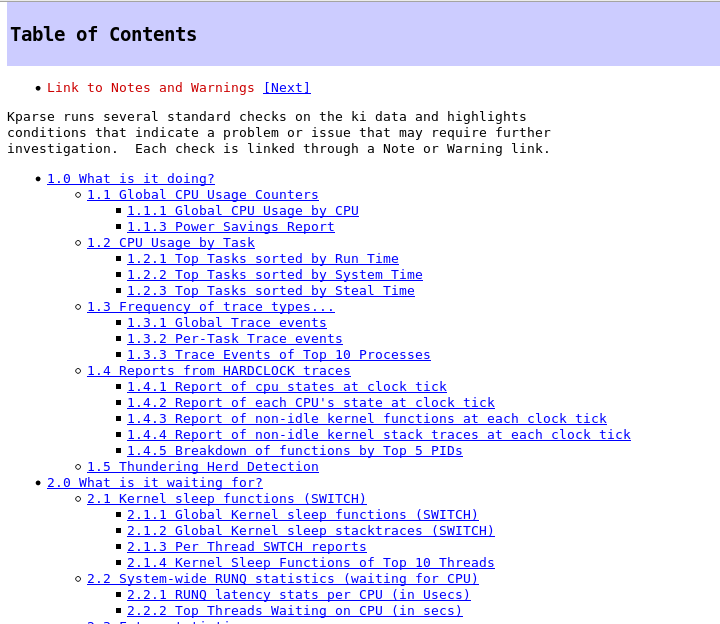 Table of Contents
Link to Notes and Warnings [Next]
Kparse runs several standard checks on the ki data and highlights
conditions that indicate a problem or issue that may require further
investigation.  Each check is linked through a Note or Warning link.
1.0 What is it doing?
1.1 Global CPU Usage Counters
1.1.1 Global CPU Usage by CPU
1.1.3 Power Savings Report
1.2 CPU Usage by Task
1.2.1 Top Tasks sorted by Run Time
1.2.2 Top Tasks sorted by System Time
1.2.3 Top Tasks sorted by Steal Time
1.3 Frequency of trace types...
1.3.1 Global Trace events
1.3.2 Per-Task Trace events
1.3.3 Trace Events of Top 10 Processes
1.4 Reports from HARDCLOCK traces
1.4.1 Report of cpu states at clock tick
1.4.2 Report of each CPU's state at clock tick
1.4.3 Report of non-idle kernel functions at each clock tick
1.4.4 Report of non-idle kernel stack traces at each clock tick
1.4.5 Breakdown of functions by Top 5 PIDs
1.5 Thundering Herd Detection
2.0 What is it waiting for?
2.1 Kernel sleep functions (SWITCH)
2.1.1 Global Kernel sleep functions (SWITCH)
2.1.2 Global Kernel sleep stacktraces (SWITCH)
2.1.3 Per Thread SWTCH reports
2.1.4 Kernel Sleep Functions of Top 10 Threads
2.2 System-wide RUNQ statistics (waiting for CPU)
2.2.1 RUNQ latency stats per CPU (in Usecs)
2.2.2 Top Threads Waiting on CPU (in secs)